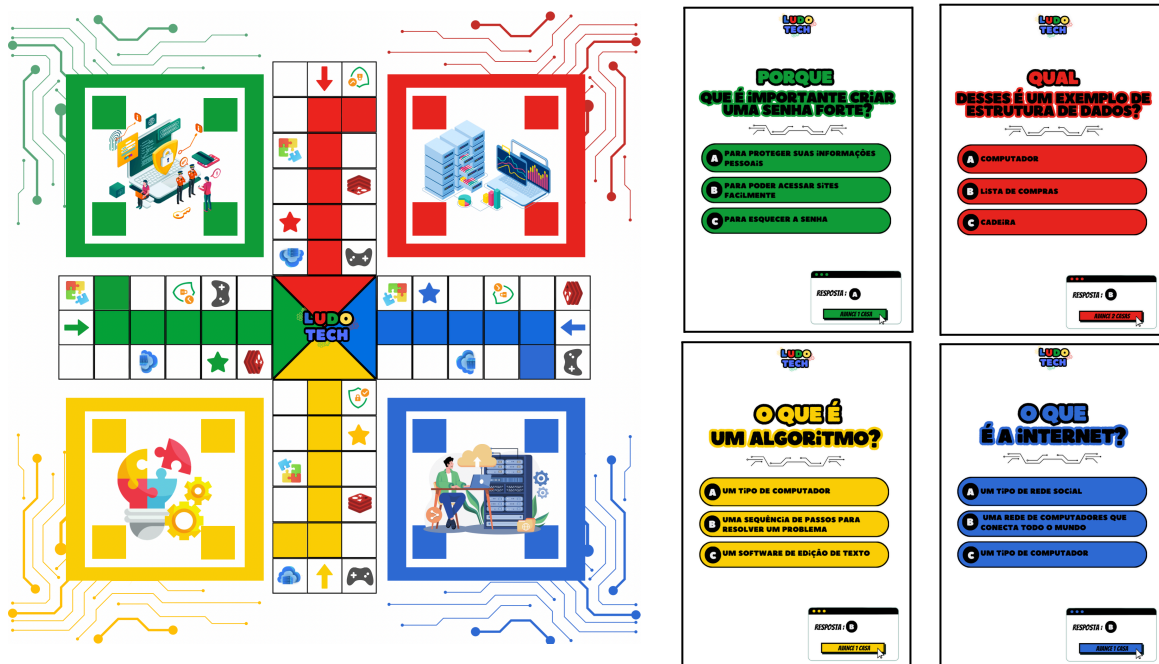 LUDO
TECH
LUDO
TECH
PORQUE
QUE É IMPORTANTE CRIAR
UMA SENHA FORTE?
A PARA PROTEGER SUAS INFORMAÇÕES
PESSOAIS
B PARA PODER ACESSAR SITES
FACILMENTE
C PARA ESQUECER A SENHA
RESPOSTA : A
AVANCE 1 CASA
LUDO
TECH
QUAL
DESSES É UM EXEMPLO DE
ESTRUTURA DE DADOS?
A COMPUTADOR
B LISTA DE COMPRAS
C CADEIRA
RESPOSTA : B
AVANCE 2 CASAS
LUDO
TECH
O QUE É
UM ALGORITMO?
A UM TIPO DE COMPUTADOR
B UMA SEQUÊNCIA DE PASSOS PARA
RESOLVER UM PROBLEMA
C UM SOFTWARE DE EDIÇÃO DE TEXTO
RESPOSTA : B
AVANCE 1 CASA
LUDO
TECH
O QUE
É A INTERNET?
A UM TIPO DE REDE SOCIAL
B UMA REDE DE COMPUTADORES QUE
CONECTA TODO O MUNDO
C UM TIPO DE COMPUTADOR
RESPOSTA : B
AVANCE 1 CASA